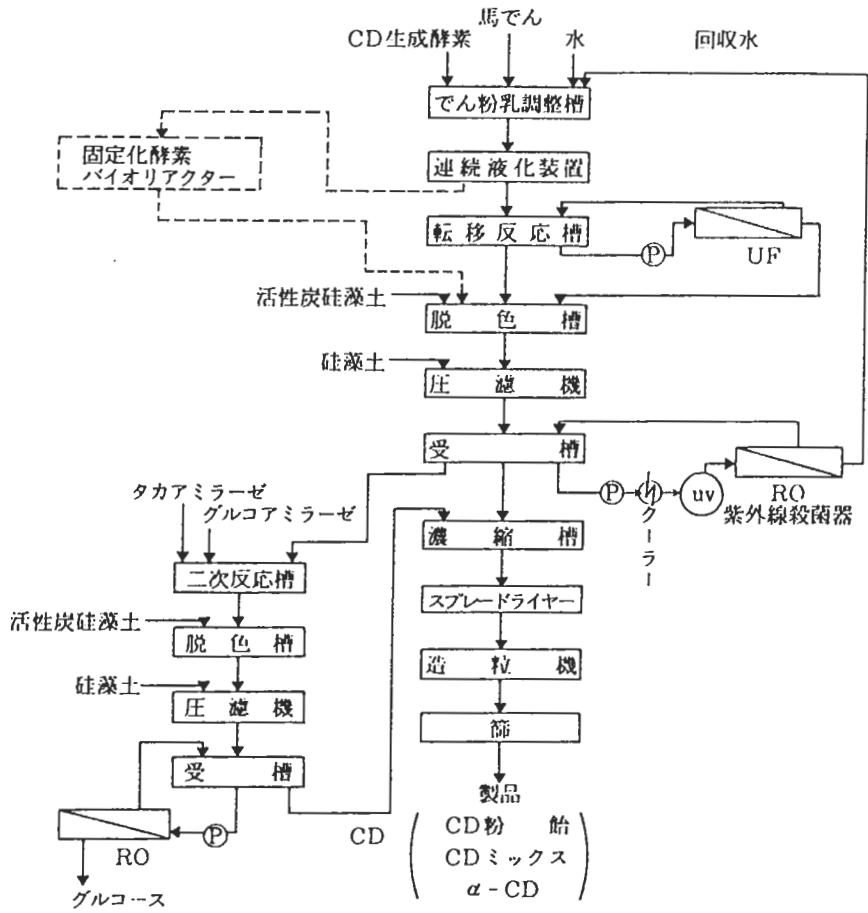 馬でん
CD生成酵素
水
回収水
でん粉乳調整槽
固定化酵素
バイオリアクター
連続液化装置
転移反応槽
P
UF
活性炭硅藻土
脱色槽
硅藻土
圧濾機
受槽
P
クーラー
uv
RO
紫外線殺菌器
タカアミラーゼ
グルコアミラーゼ
濃縮槽
二次反応槽
スプレードライヤー
活性炭硅藻土
脱色槽
造粒機
硅藻土
圧濾機
篩
受槽
製品
P
RO
CD
CD粉飴
CDミックス
α-CD
グルコース